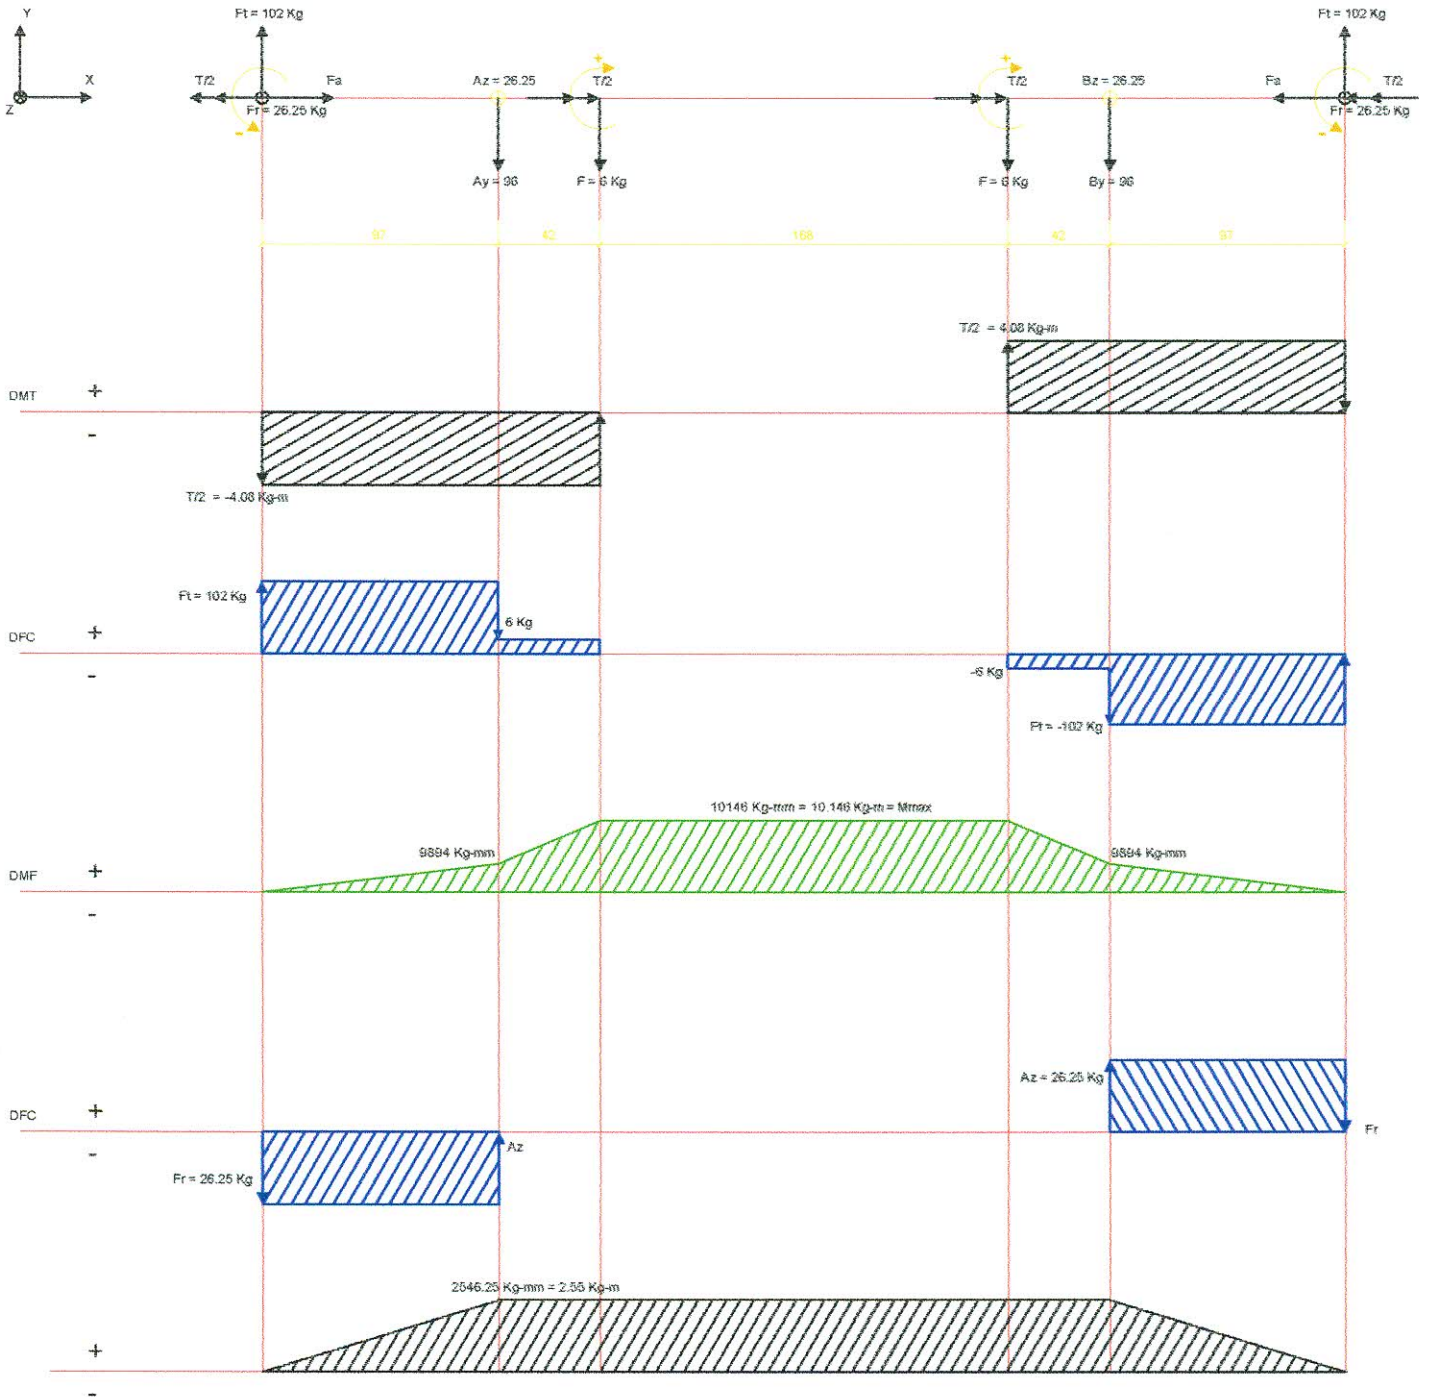 Y
Ft = 102 Kg
Ft = 102 Kg
X
T/2
Fa
Az = 26.25
+
T/2
+
T/2
Bz = 26.25
Fa
T/2
Z
Fr = 26.25 Kg
Fr = 26.25 Kg
-
-
Ay = 96
F = 6 Kg
F = 6 Kg
By = 96
97
42
168
42
97
T/2 = 4.08 Kg-m
DMT
+
-
T/2 = -4.08 Kg-m
Ft = 102 Kg
6 Kg
DFC
+
-
-6 Kg
Ft = -102 Kg
10146 Kg-mm = 10.146 Kg-m = Mmax
9894 Kg-mm
9894 Kg-mm
DMF
+
-
Az = 26.25 Kg
DFC
+
-
Fr
Az
Fr = 26.25 Kg
2546.25 Kg-mm = 2.55 Kg-m
+
-